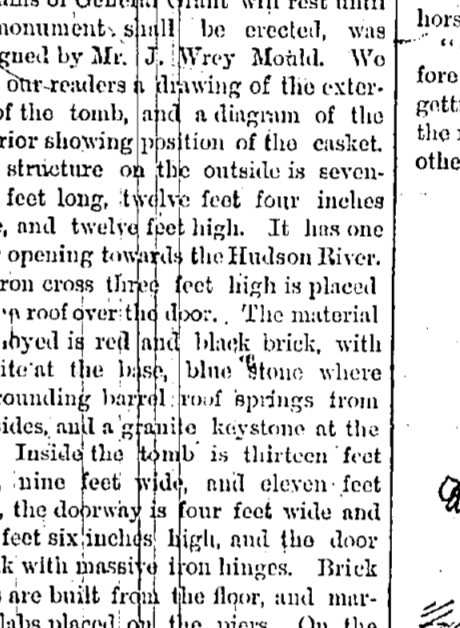 of General Grant will rest until
monument shall be erected, was
gned by Mr. J. Wrey Mould. We
our readers a drawing of the exter-
of the tomb, and a diagram of the
rior showing position of the casket.
structure on the outside is seven-
feet long, twelve feet four inches
, and twelve feet high. It has one
opening towards the Hudson River.
ron cross three feet high is placed
roof over the door. The material
oyed is red and black brick, with
ite at the base, blue stone where
rounding barrel roof springs from
sides, and a granite keystone at the
Inside the tomb is thirteen feet
, nine feet wide, and eleven feet
, the doorway is four feet wide and
feet six inches high, and the door
k with massive iron hinges. Brick
are built from the floor, and mar-
labs placed on the piers. On the
hors
"
fore
gett
the
othe